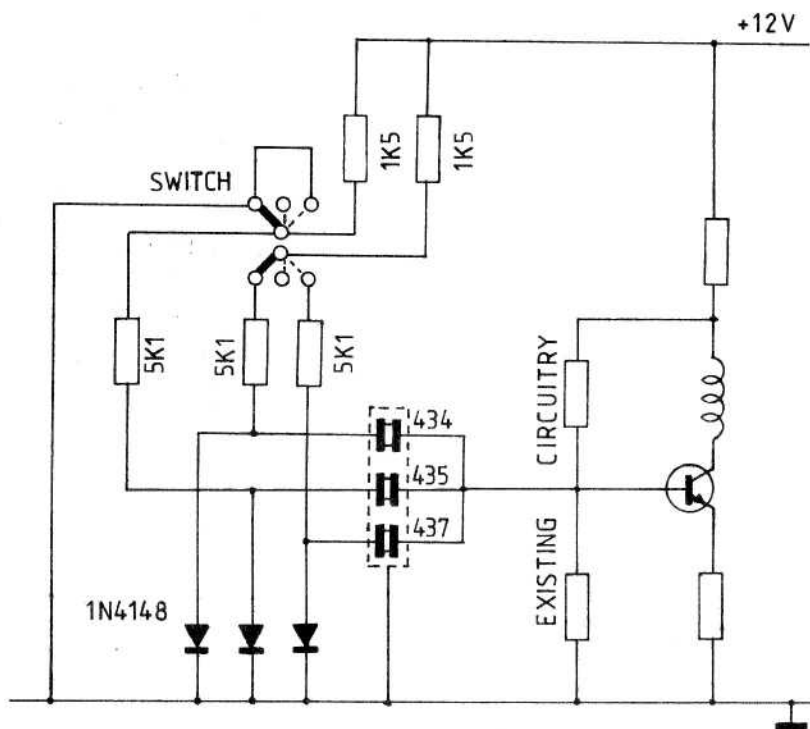 +12V
1K5
1K5
SWITCH
5K1
5K1
5K1
434
435
437
1N4148
EXISTING CIRCUITRY